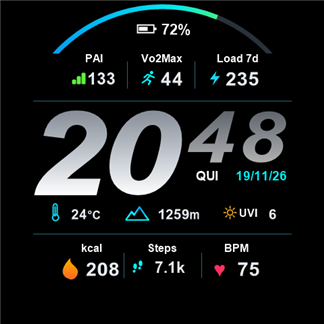 72%
PAI Vo2Max Load 7d
133 44 235
20 48
QUI 19/11/26
24°C 1259m UVI 6
kcal Steps BPM
208 7.1k 75